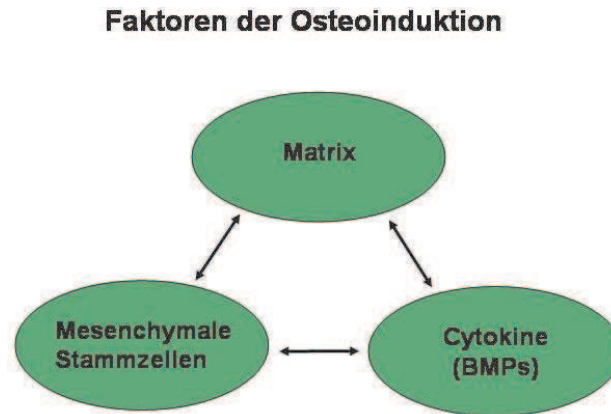 Faktoren der Osteoinduktion
Matrix
Mesenchymale
Stammzellen
Cytokine
(BMPs)